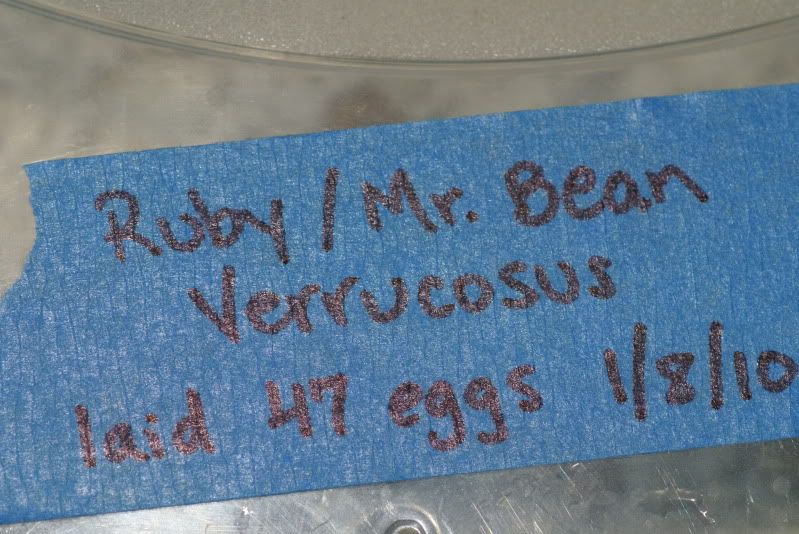 Ruby / Mr. Bean
Verrucosus
laid 47 eggs 1/8/10